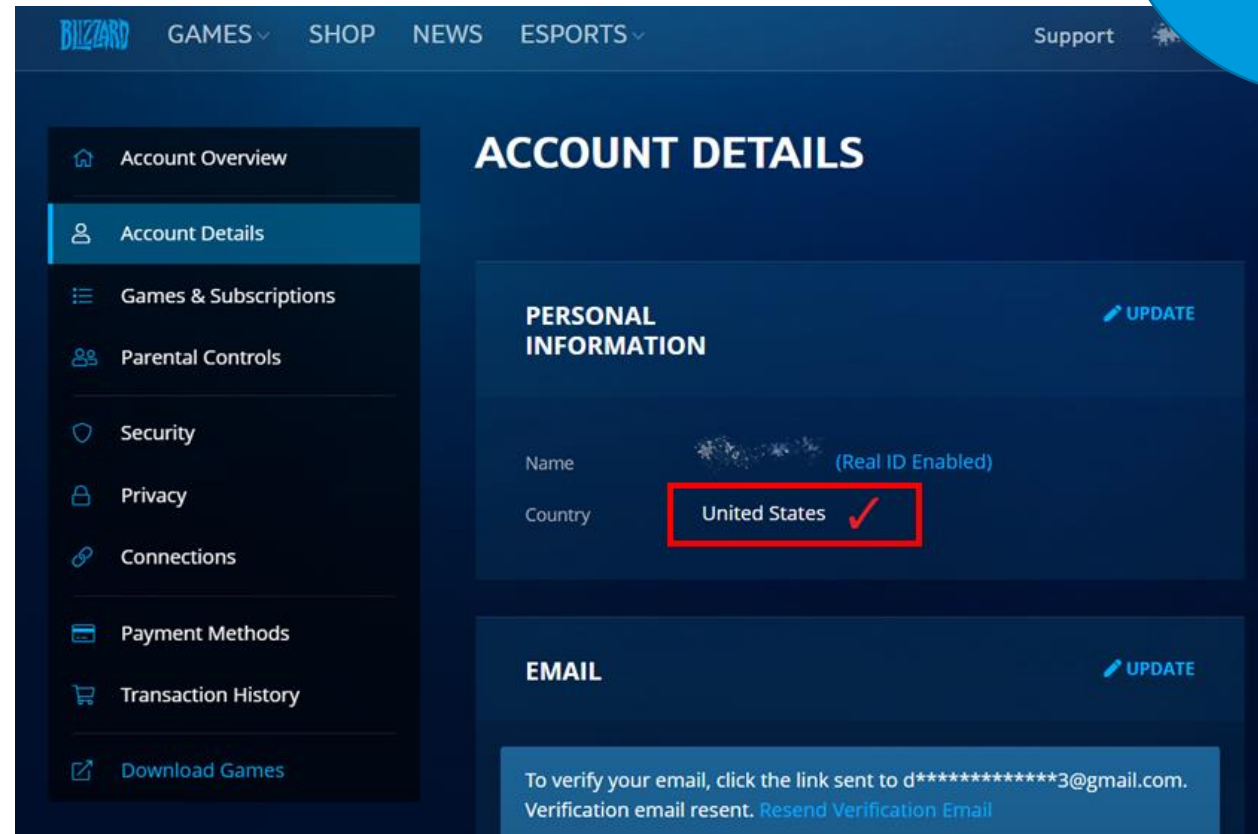 BLIZZARD GAMES SHOP NEWS ESPORTS Support
ACCOUNT DETAILS
Account Overview
Account Details
Games & Subscriptions
Parental Controls
Security
Privacy
Connections
Payment Methods
Transaction History
Download Games
PERSONAL
INFORMATION
UPDATE
Name (Real ID Enabled)
Country United States
EMAIL
UPDATE
To verify your email, click the link sent to d*************3@gmail.com.
Verification email resent. Resend Verification Email